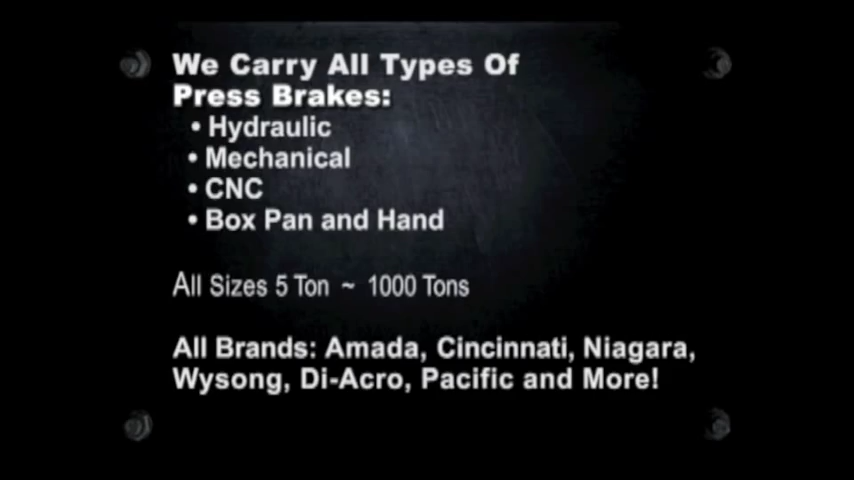 We Carry All Types Of
Press Brakes:
• Hydraulic
• Mechanical
• CNC
• Box Pan and Hand
All Sizes 5 Ton ~ 1000 Tons
All Brands: Amada, Cincinnati, Niagara,
Wysong, Di-Acro, Pacific and More!